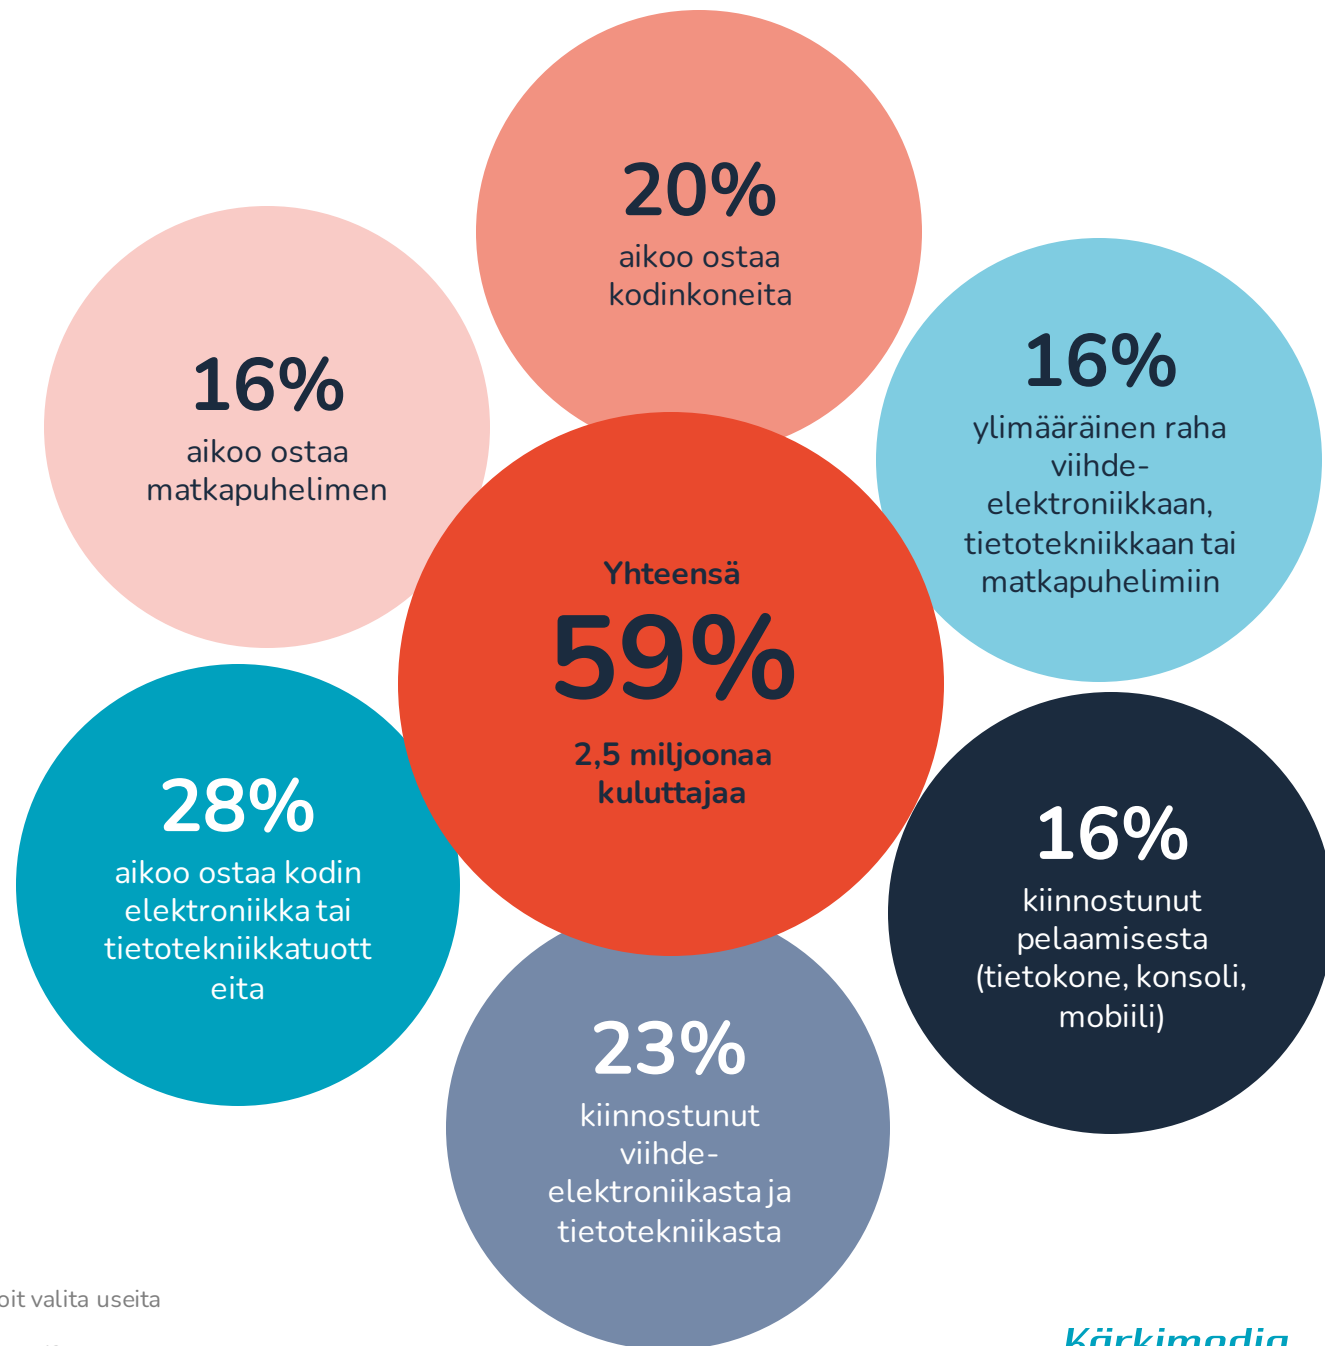 20%
aikoo ostaa
kodinkoneita
16%
aikoo ostaa
matkapuhelimen
16%
ylimääräinen raha
viihde-
elektroniikkaan,
tietotekniikkaan tai
matkapuhelimiin
Yhteensä
59%
2,5 miljoonaa
kuluttajaa
28%
aikoo ostaa kodin
elektroniikka tai
tietotekniikkatuott
eita
16%
kiinnostunut
pelaamisesta
(tietokone, konsoli,
mobiili)
23%
kiinnostunut
viihde-
elektroniikasta ja
tietotekniikasta
oit valita useita
Kärkimedia